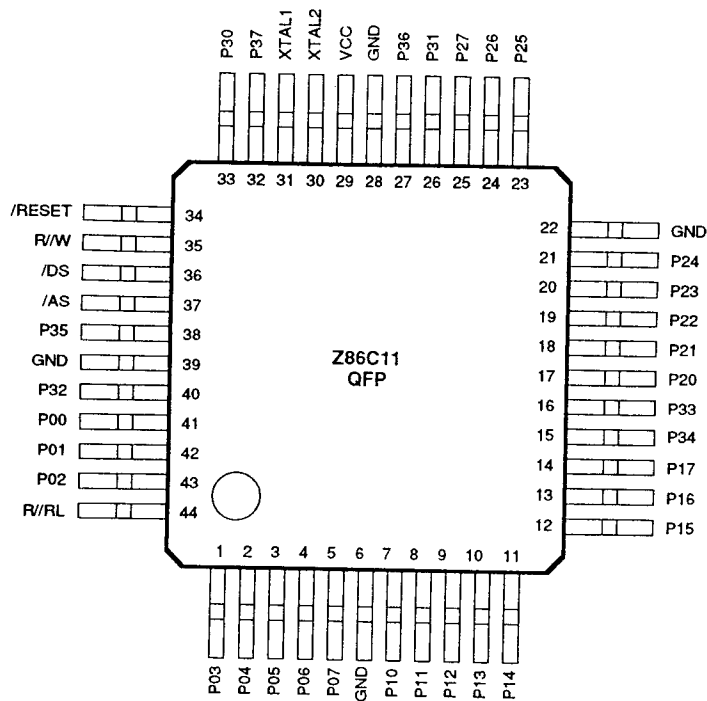 P30 P37 XTAL1 XTAL2 VCC GND P36 P31 P27 P26 P25
33 32 31 30 29 28 27 26 25 24 23
/RESET 34
R//W 35
/DS 36
/AS 37
P35 38
GND 39
P32 40
P00 41
P01 42
P02 43
R//RL 44
Z86C11
QFP
22 GND
21 P24
20 P23
19 P22
18 P21
17 P20
16 P33
15 P34
14 P17
13 P16
12 P15
1 2 3 4 5 6 7 8 9 10 11
P03 P04 P05 P06 P07 GND P10 P11 P12 P13 P14